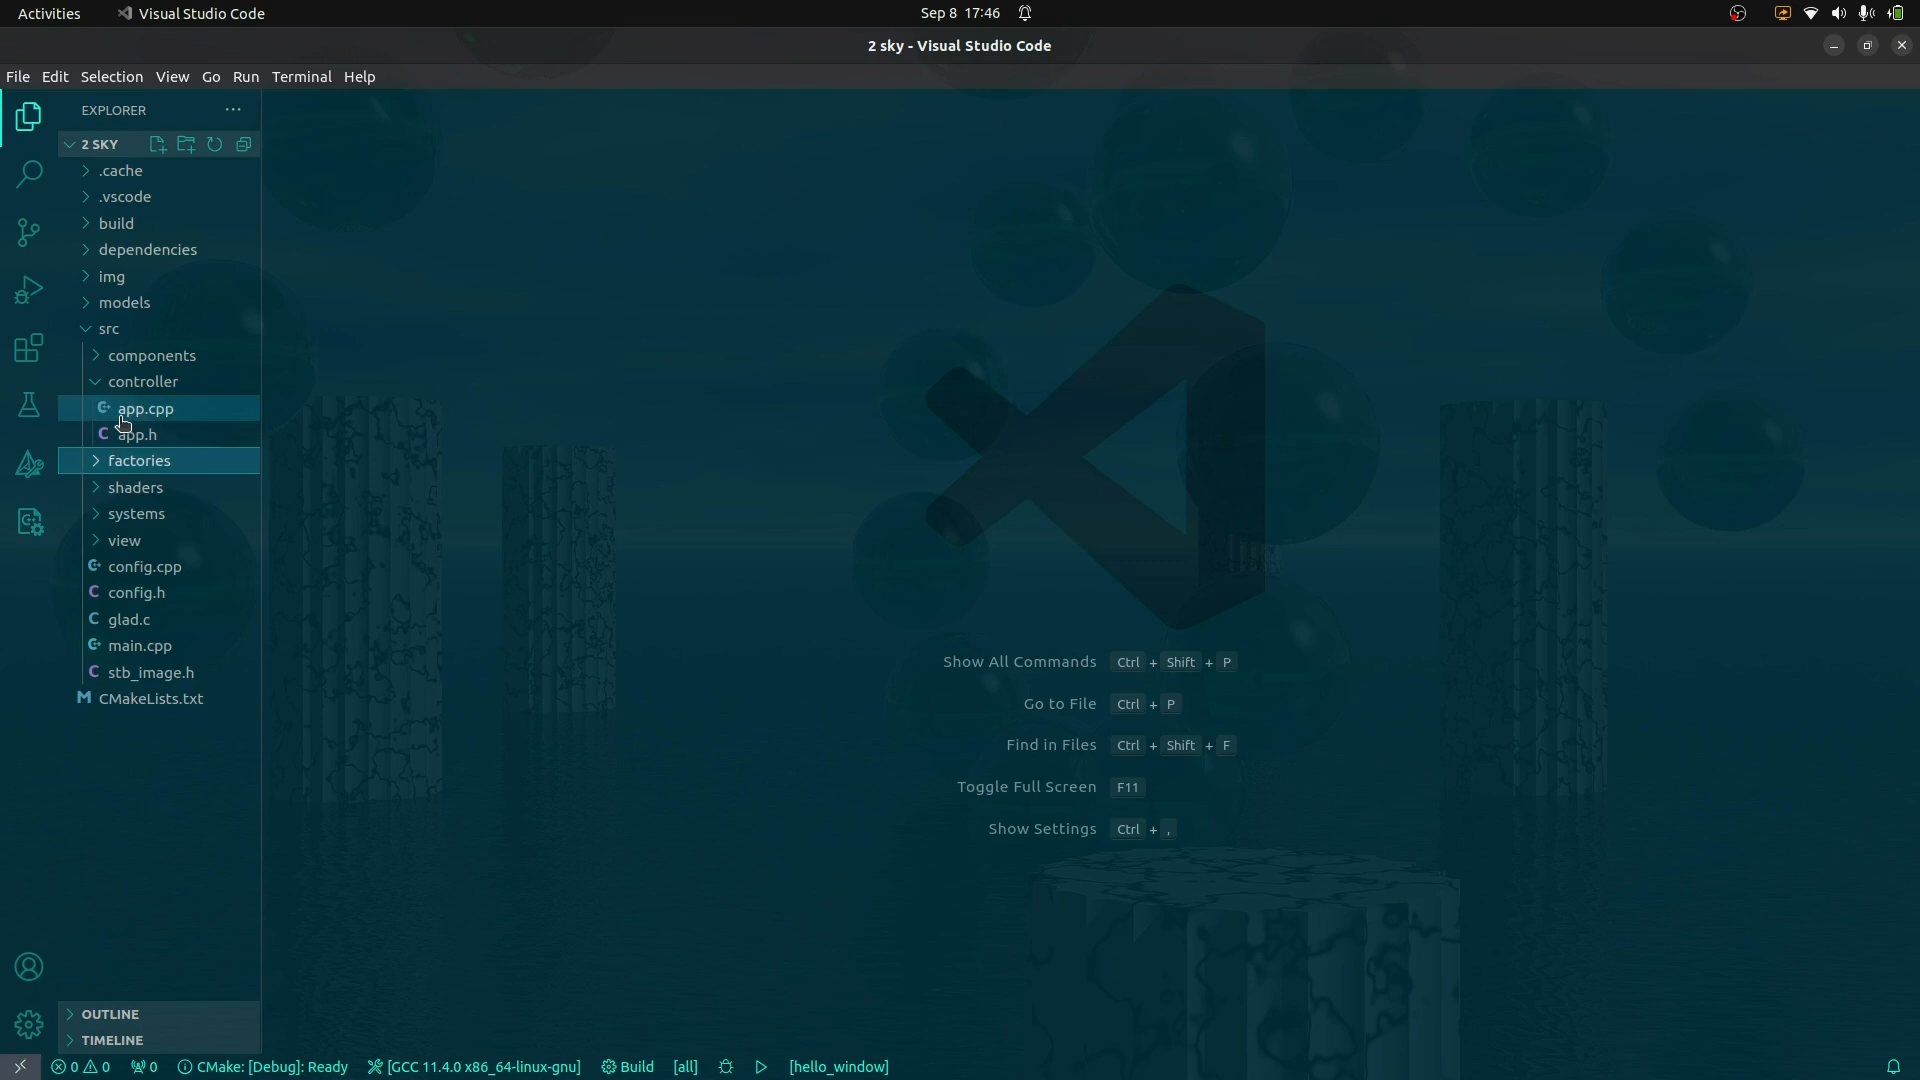 Activities
Visual Studio Code
Sep 8 17:46
2 sky - Visual Studio Code
File Edit Selection View Go Run Terminal Help
EXPLORER
2 SKY
.cache
.vscode
build
dependencies
img
models
src
components
controller
app.cpp
app.h
factories
shaders
systems
view
config.cpp
config.h
glad.c
main.cpp
stb_image.h
CMakeLists.txt
Show All Commands Ctrl + Shift + P
Go to File Ctrl + P
Find in Files Ctrl + Shift + F
Toggle Full Screen F11
Show Settings Ctrl + ,
OUTLINE
TIMELINE
0 0 0 CMake: [Debug]: Ready [GCC 11.4.0 x86_64-linux-gnu] Build [all] [hello_window]